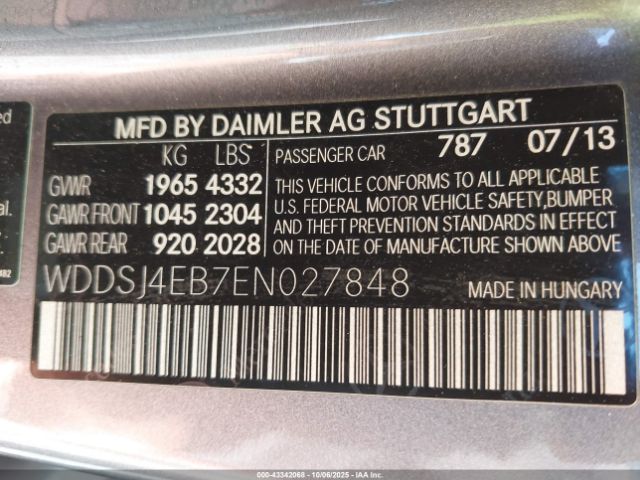 MFD BY DAIMLER AG STUTTGART
KG LBS PASSENGER CAR 787 07/13
GVWR 1965 4332 THIS VEHICLE CONFORMS TO ALL APPLICABLE
U.S. FEDERAL MOTOR VEHICLE SAFETY,BUMPER
GAWR FRONT 1045 2304 AND THEFT PREVENTION STANDARDS IN EFFECT
GAWR REAR 920 2028 ON THE DATE OF MANUFACTURE SHOWN ABOVE
WDDSJ4EB7EN027848 MADE IN HUNGARY
000-43342068 - 10/06/2025 - IAA Inc.